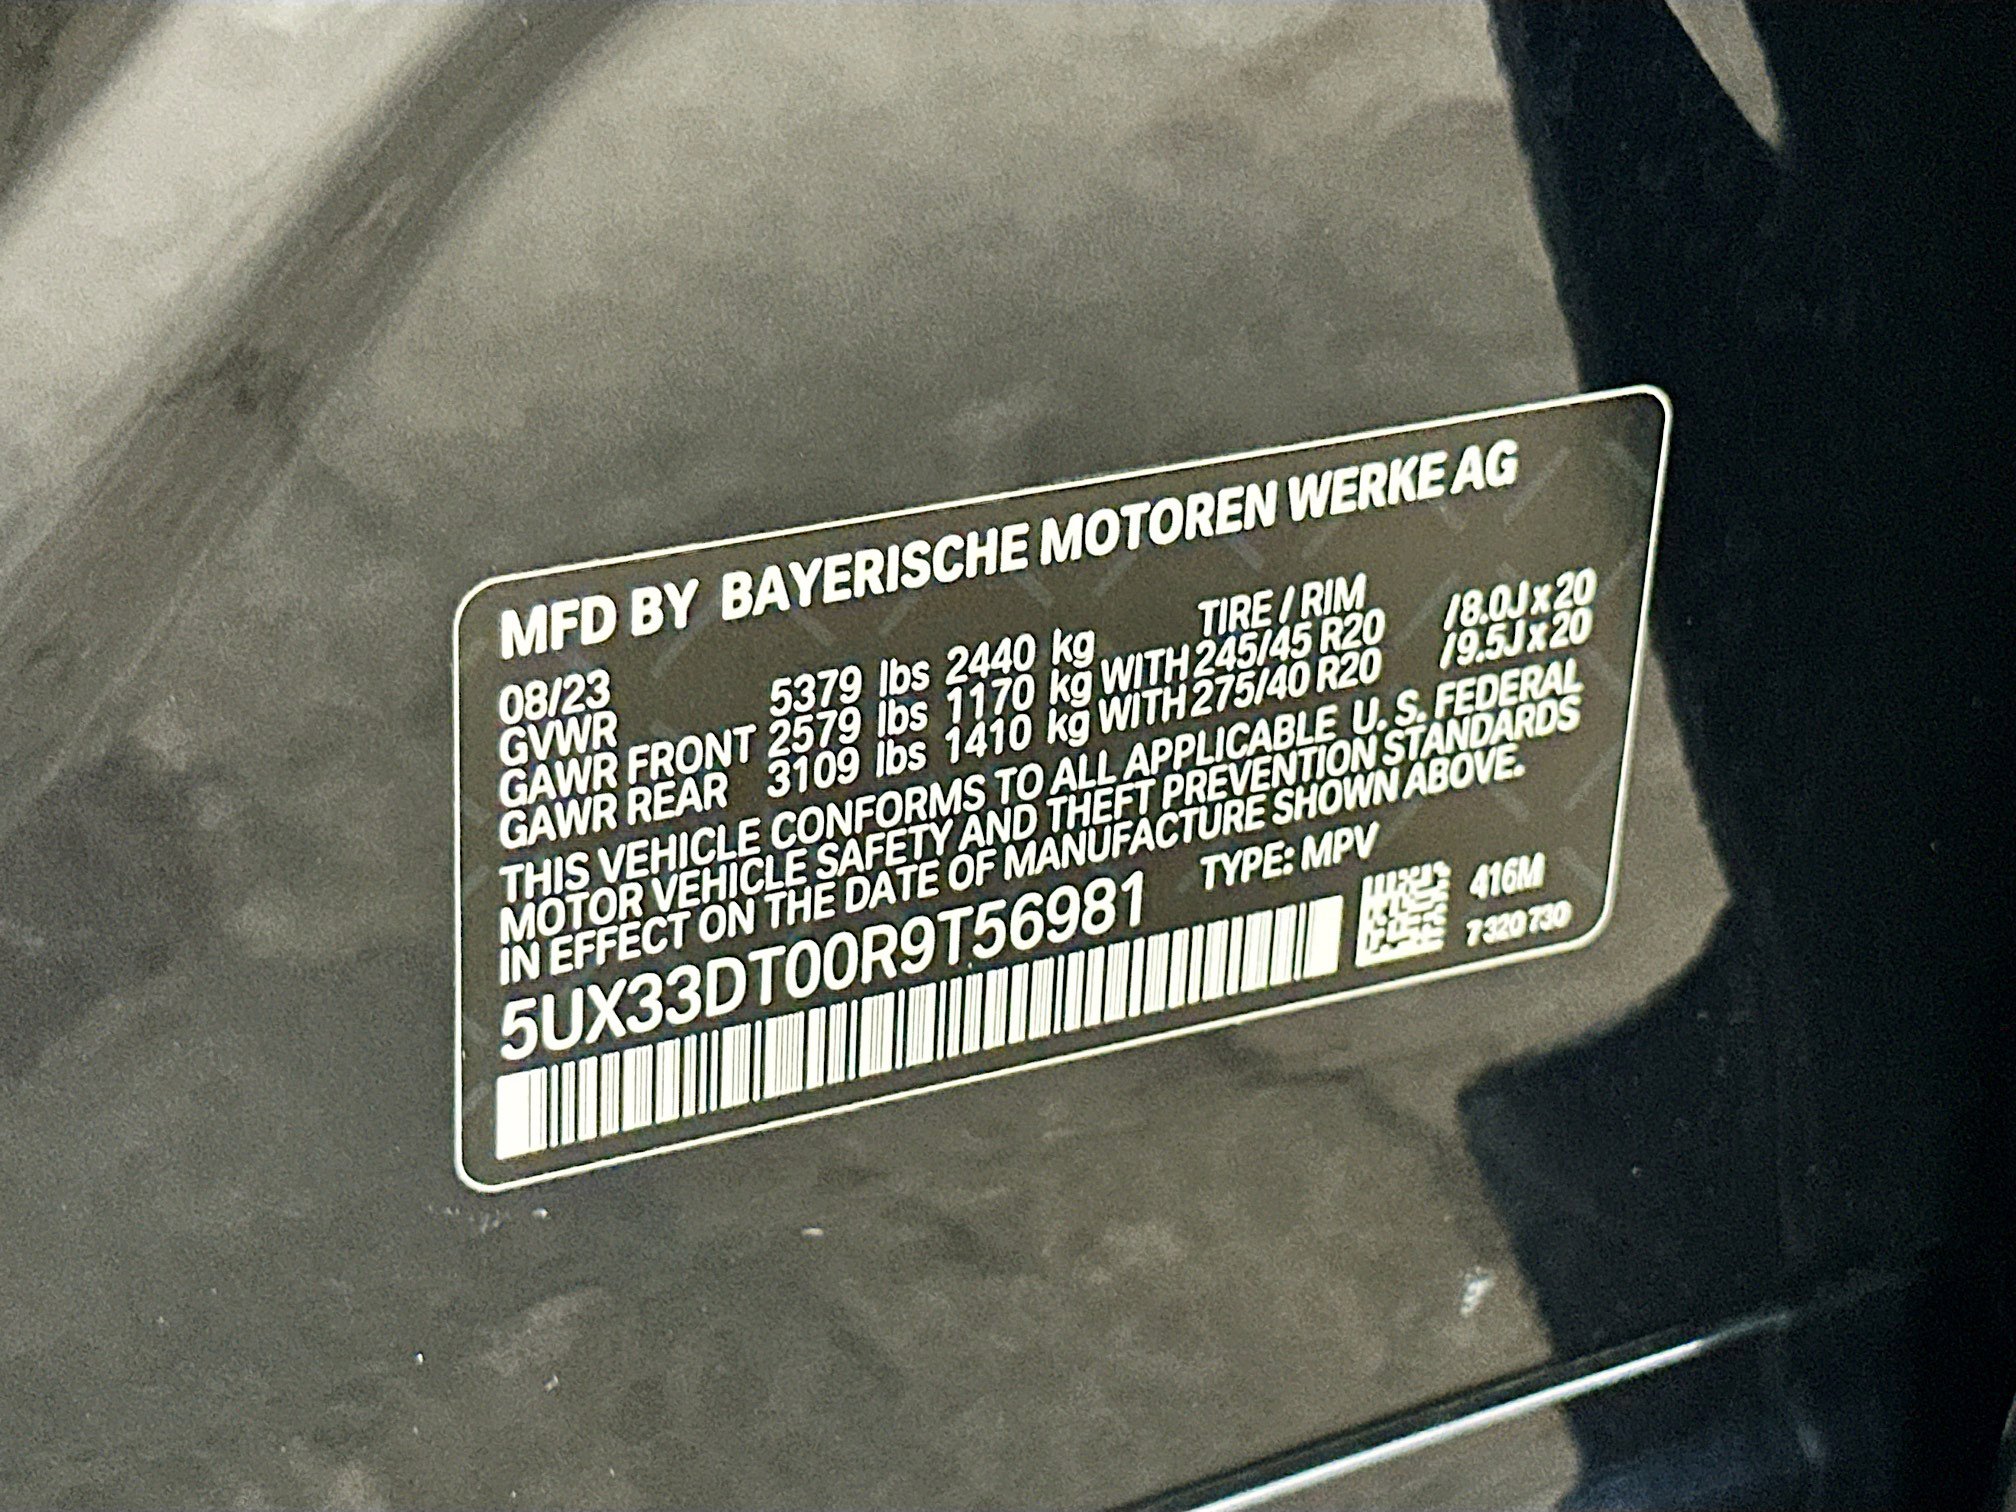 MFD BY BAYERISCHE MOTOREN WERKE AG
08/23 TIRE / RIM
GVWR 5379 lbs 2440 kg
GAWR FRONT 2579 lbs 1170 kg WITH 245/45 R20 /8.0J x 20
GAWR REAR 3109 lbs 1410 kg WITH 275/40 R20 /9.5J x 20
THIS VEHICLE CONFORMS TO ALL APPLICABLE U.S. FEDERAL
MOTOR VEHICLE SAFETY AND THEFT PREVENTION STANDARDS
IN EFFECT ON THE DATE OF MANUFACTURE SHOWN ABOVE.
5UX33DT00R9T56981 TYPE: MPV
416M
7 320 730